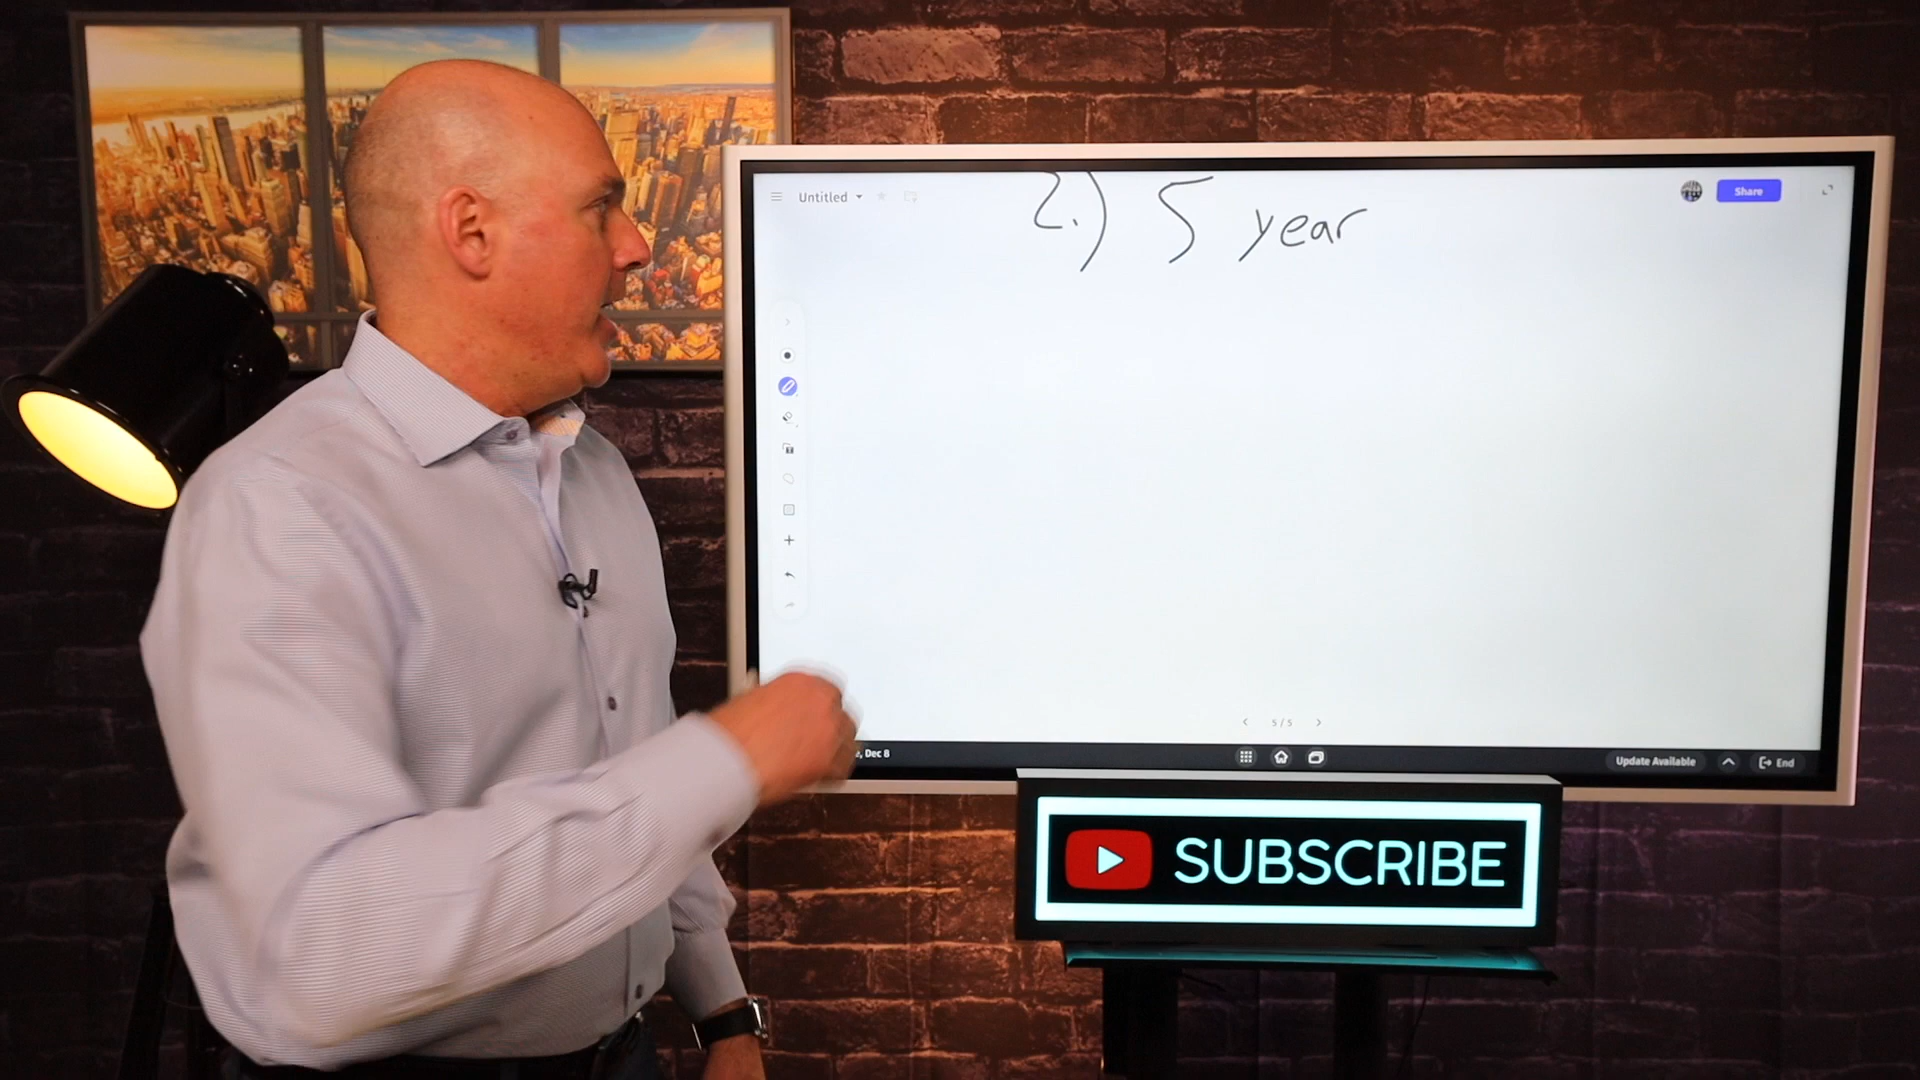 Untitled
Share
2.) 5 year
5/5
Dec 8
Update Available
End
SUBSCRIBE